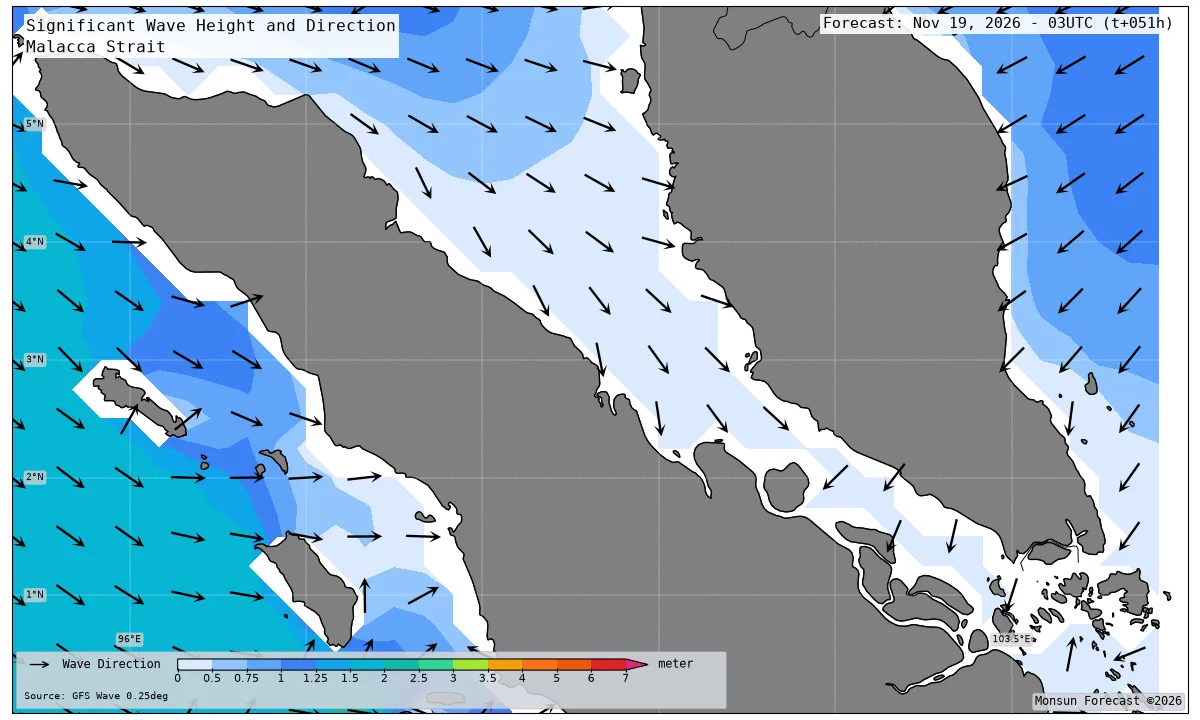 Significant Wave Height and Direction
Malacca Strait
Forecast: Nov 19, 2026 - 03UTC (t+051h)
5°N
4°N
3°N
2°N
1°N
96°E
103.5°E
Wave Direction
meter
0 0.5 0.75 1 1.25 1.5 2 2.5 3 3.5 4 5 6 7
Source: GFS Wave 0.25deg
Monsun Forecast ©2026